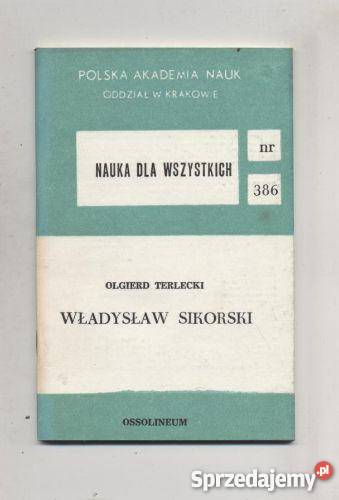 POLSKA AKADEMIA NAUK
ODDZIAŁ W KRAKOWIE
NAUKA DLA WSZYSTKICH
nr
386
OLGIERD TERLECKI
WŁADYSŁAW SIKORSKI
OSSOLINEUM
Sprzedajemy.pl